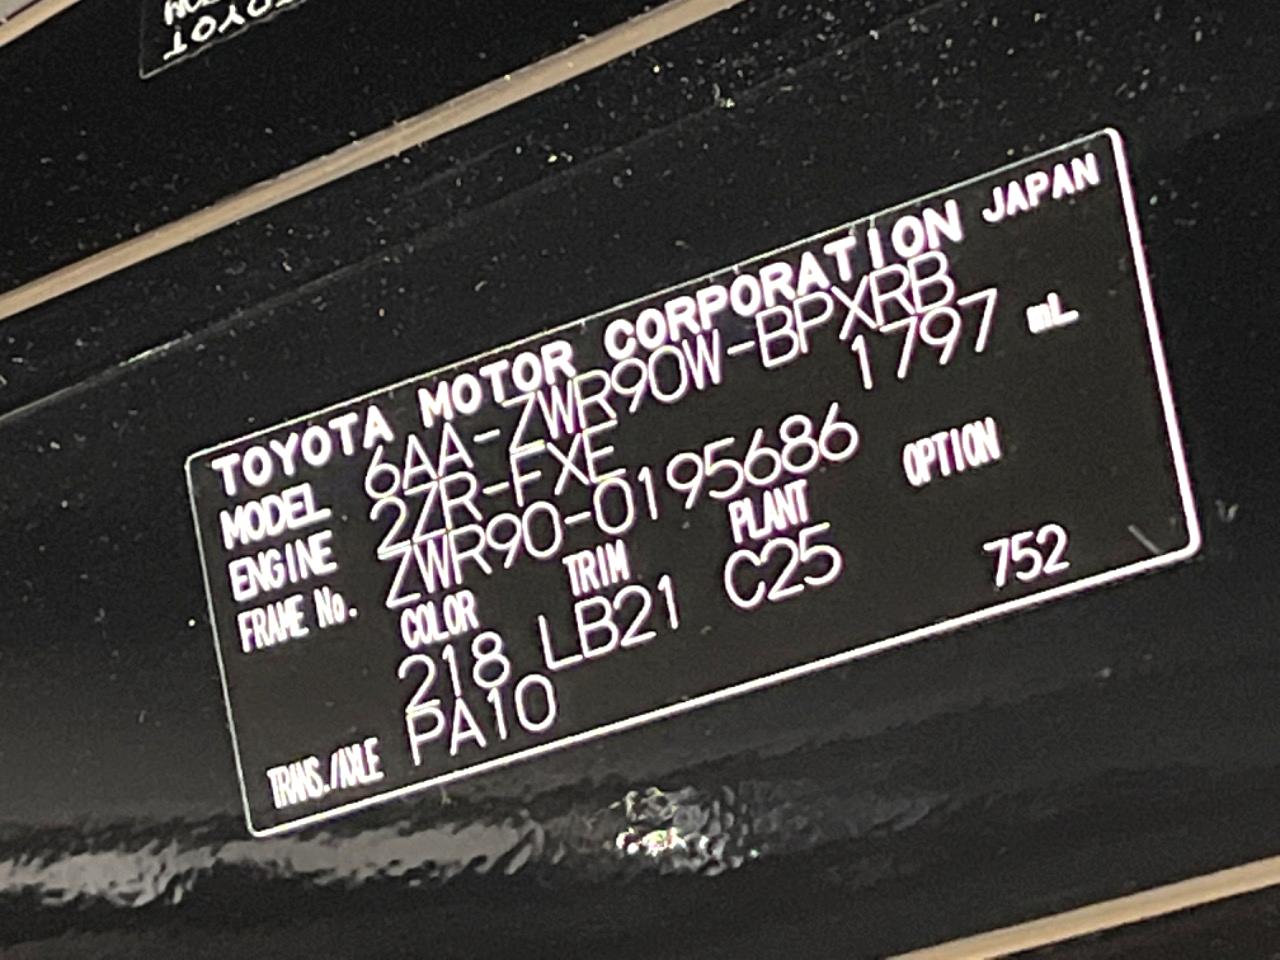 TOYOT
TOYOTA MOTOR CORPORATION JAPAN
MODEL 6AA-ZWR90W-BPXRB
ENGINE 2ZR-FXE 1797 mL
FRAME No. ZWR90-0195686
COLOR TRIM PLANT OPTION
218 LB21 C25 752
TRANS./AXLE PA10